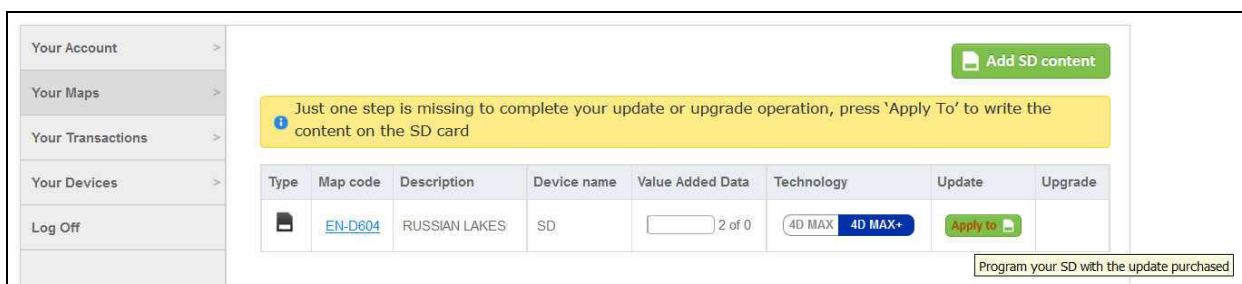 Your Account >
Your Maps >
Your Transactions >
Your Devices >
Log Off
Add SD content
Just one step is missing to complete your update or upgrade operation, press ‘Apply To’ to write the
content on the SD card
Type Map code Description Device name Value Added Data Technology Update Upgrade
EN-D604 RUSSIAN LAKES SD 2 of 0 4D MAX 4D MAX+ Apply to
Program your SD with the update purchased